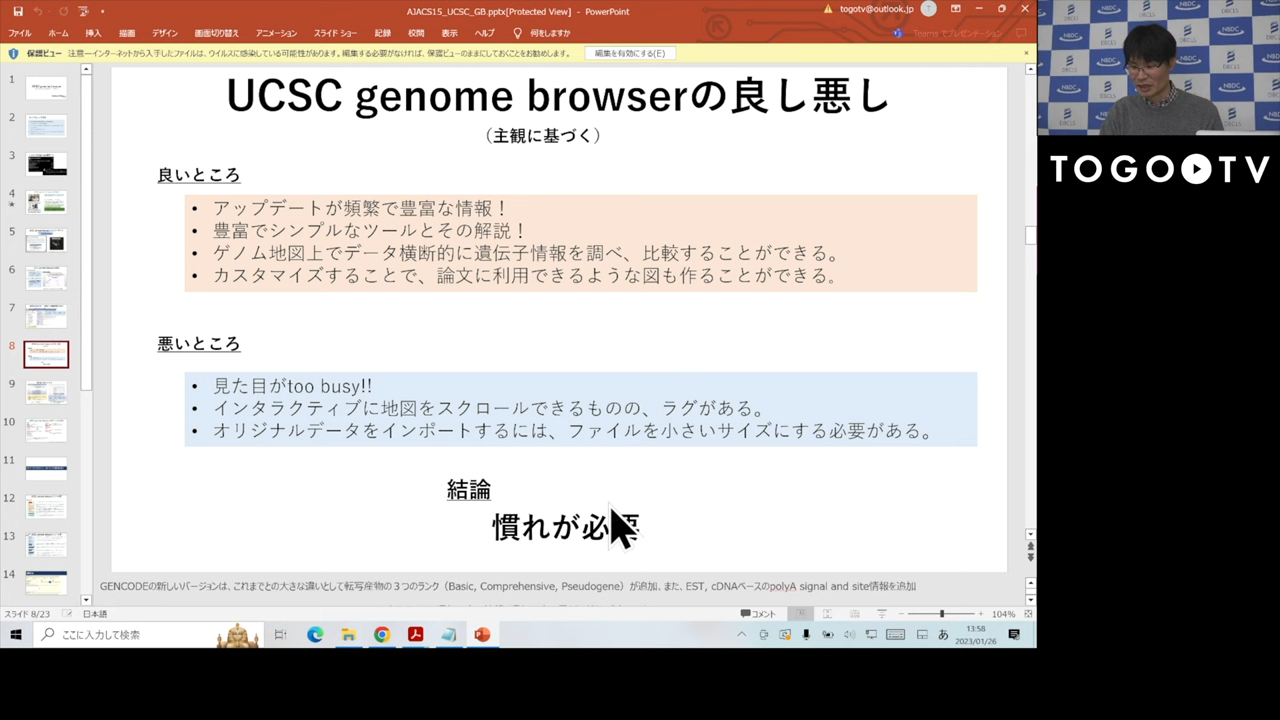 AJACS15_UCSC_GB.pptx[Protected View] - PowerPoint
togotv@outlook.jp
ファイル ホーム 挿入 描画 デザイン 画面切り替え アニメーション スライド ショー 記録 校閲 表示 ヘルプ 何をしますか
Teams でプレゼンテーション
保護ビュー 注意—インターネットから入手したファイルは、ウイルスに感染している可能性があります。編集する必要がなければ、保護ビューのままにしておくことをお勧めします。 編集を有効にする(E)
1
2
3
4
5
6
7
8
9
10
11
12
13
14
UCSC genome browserの良し悪し
（主観に基づく）
良いところ
• アップデートが頻繁で豊富な情報！
• 豊富でシンプルなツールとその解説！
• ゲノム地図上でデータ横断的に遺伝子情報を調べ、比較することができる。
• カスタマイズすることで、論文に利用できるような図も作ることができる。
悪いところ
• 見た目がtoo busy!!
• インタラクティブに地図をスクロールできるものの、ラグがある。
• オリジナルデータをインポートするには、ファイルを小さいサイズにする必要がある。
結論
慣れが必要
GENCODEの新しいバージョンは、これまでとの大きな違いとして転写産物の３つのランク（Basic, Comprehensive, Pseudogene）が追加、また、EST, cDNAベースのpolyA signal and site情報を追加
スライド 8/23 日本語
コメント
104%
ここに入力して検索
あ
13:58
2023/01/26
NBDC
DBCLS
TOGO TV